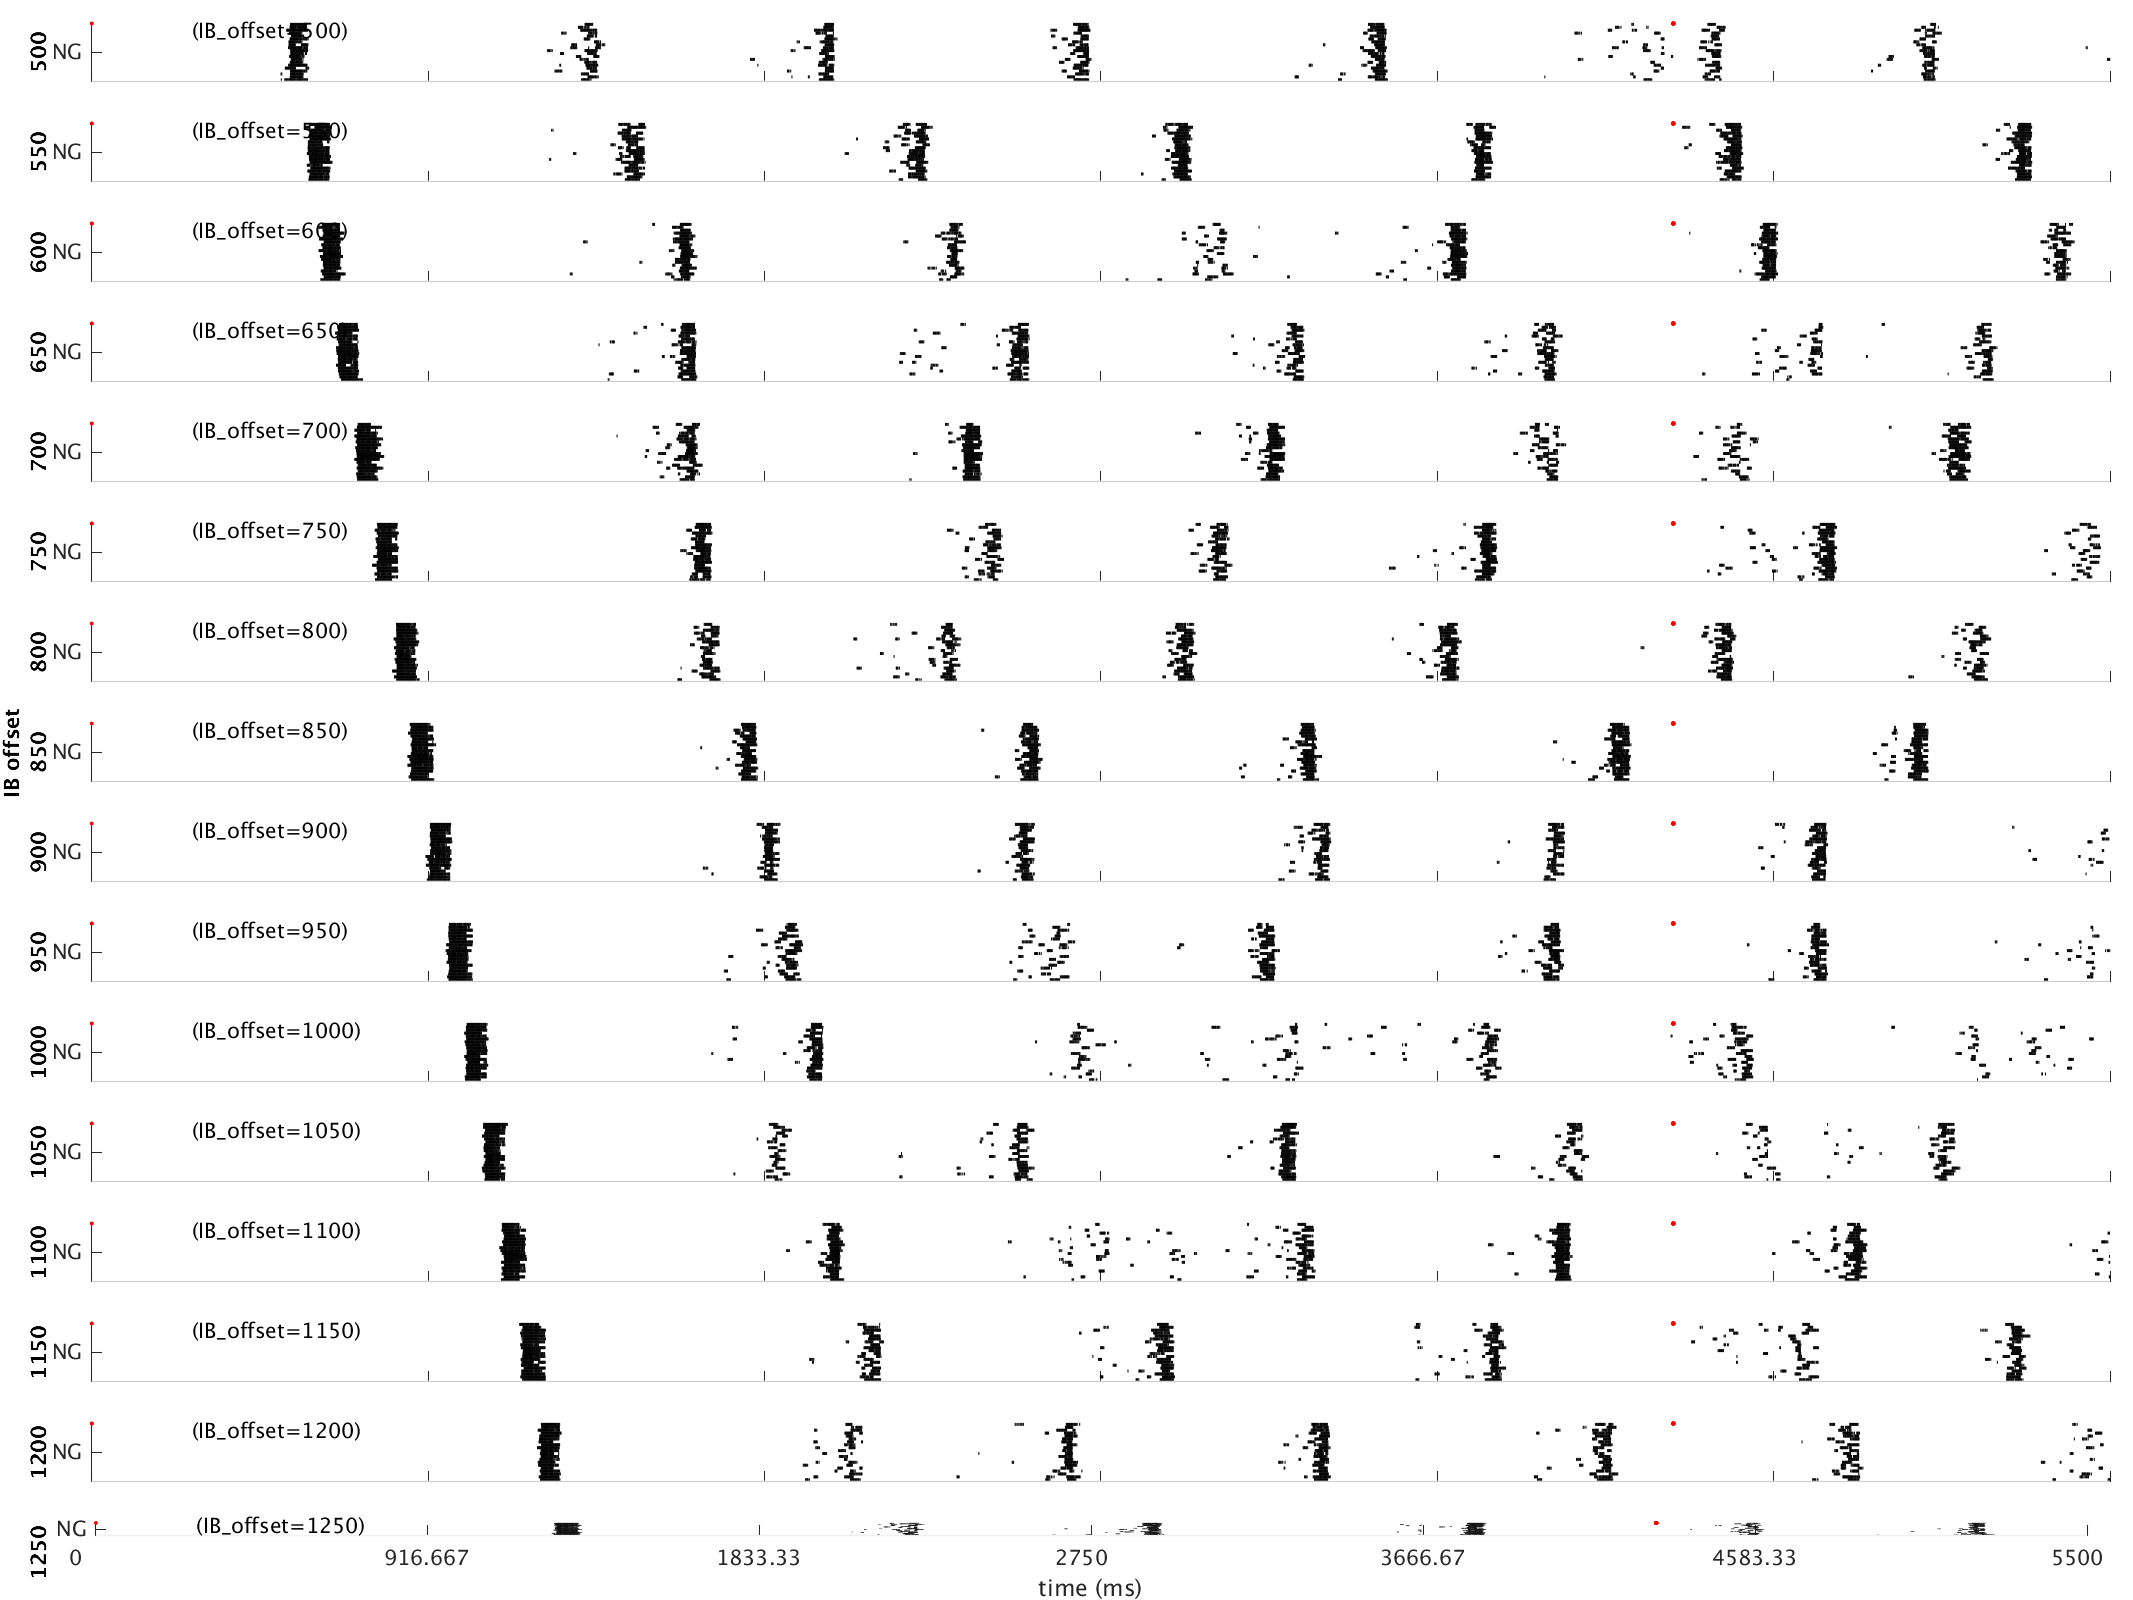 500 NG (IB_offset=500)
550 NG (IB_offset=550)
600 NG (IB_offset=600)
650 NG (IB_offset=650)
700 NG (IB_offset=700)
750 NG (IB_offset=750)
800 NG (IB_offset=800)
IB offset
850 NG (IB_offset=850)
900 NG (IB_offset=900)
950 NG (IB_offset=950)
1000 NG (IB_offset=1000)
1050 NG (IB_offset=1050)
1100 NG (IB_offset=1100)
1150 NG (IB_offset=1150)
1200 NG (IB_offset=1200)
1250 NG (IB_offset=1250)
0 916.667 1833.33 2750 3666.67 4583.33 5500
time (ms)